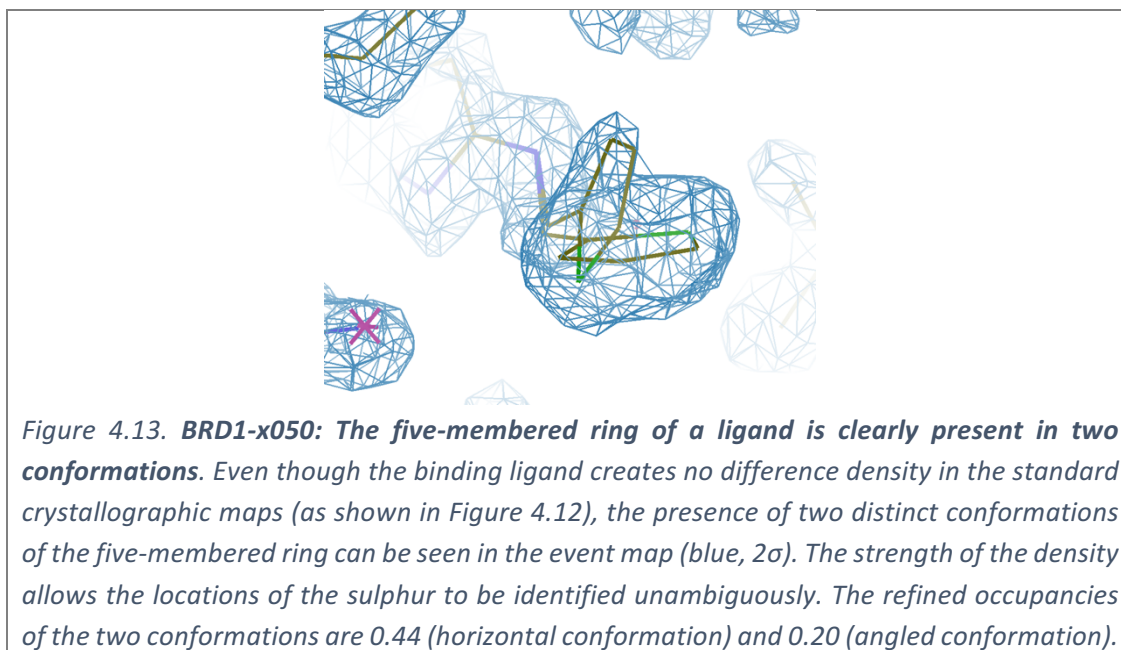 Figure 4.13. BRD1-x050: The five-membered ring of a ligand is clearly present in two
conformations. Even though the binding ligand creates no difference density in the standard
crystallographic maps (as shown in Figure 4.12), the presence of two distinct conformations
of the five-membered ring can be seen in the event map (blue, 2σ). The strength of the density
allows the locations of the sulphur to be identified unambiguously. The refined occupancies
of the two conformations are 0.44 (horizontal conformation) and 0.20 (angled conformation).